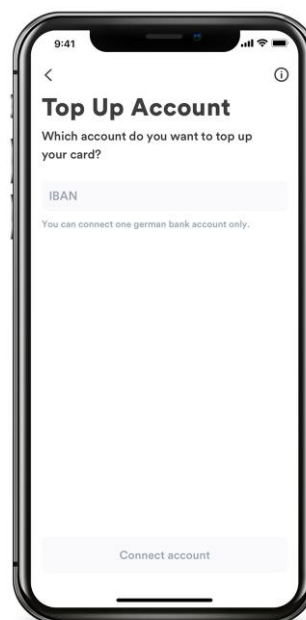 9:41
Top Up Account
Which account do you want to top up
your card?
IBAN
You can connect one german bank account only.
Connect account